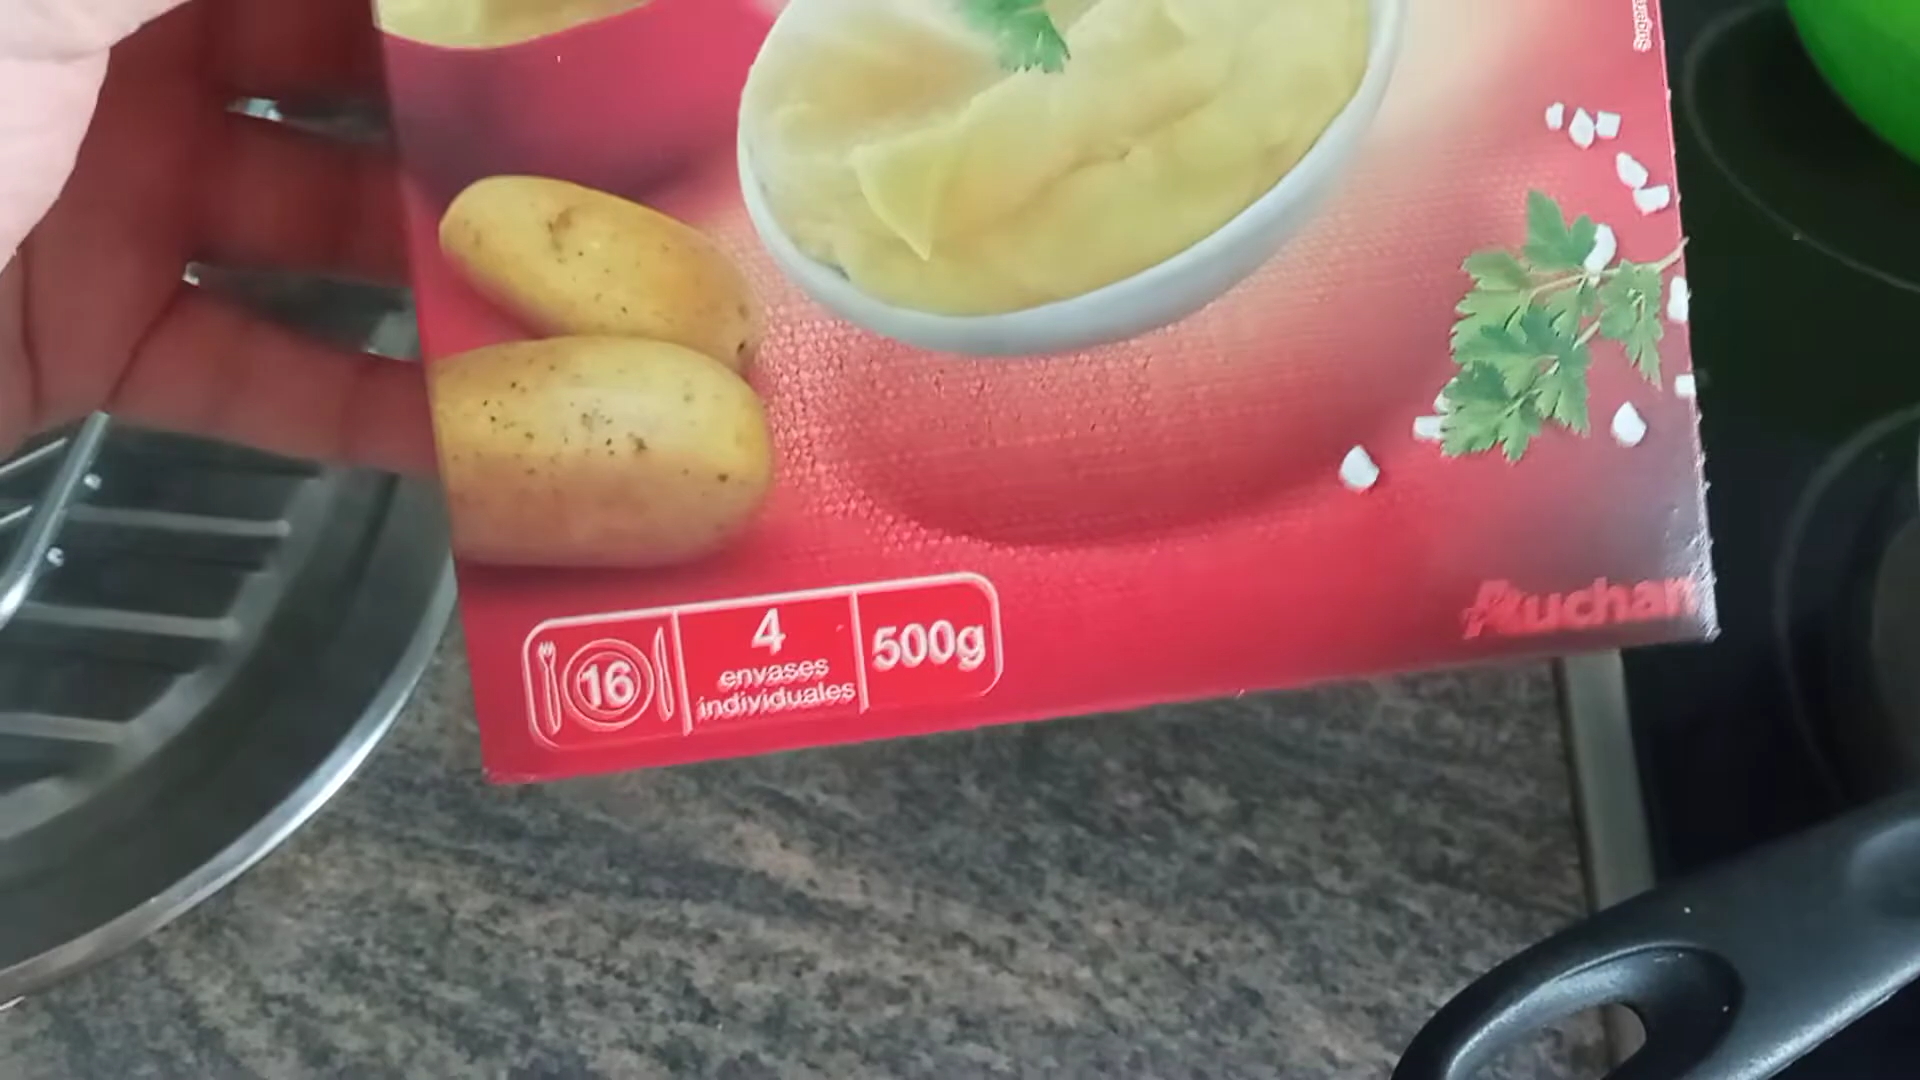 16
4
envases
individuales
500g
Auchan